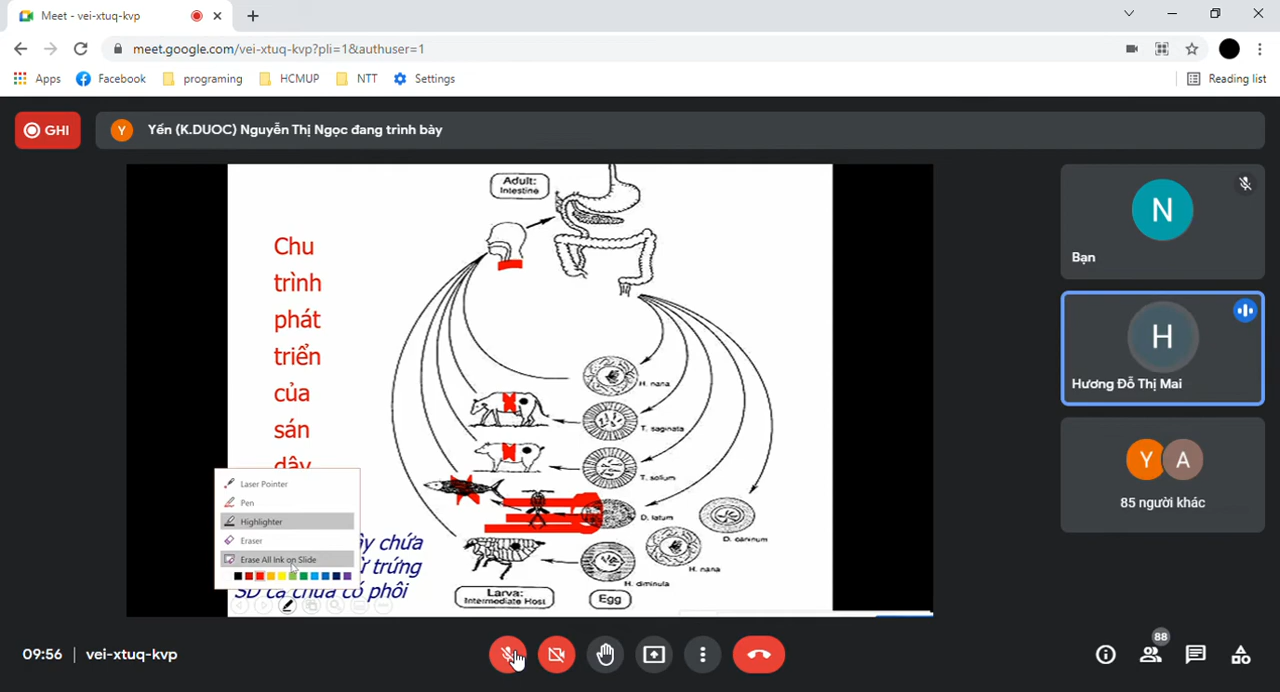 Meet - vei-xtuq-kvp
meet.google.com/vei-xtuq-kvp?pli=1&authuser=1
Apps
Facebook
programing
HCMUP
NTT
Settings
Reading list
GHI
Y
Yến (K.DUOC) Nguyễn Thị Ngọc đang trình bày
Adult:
Intestine
Chu
trình
phát
triển
của
sán
dây
H. nana
T. saginata
T. solium
D. latum
D. caninum
H. nana
H. diminuta
Larva:
Intermediate Host
Egg
Laser Pointer
Pen
Highlighter
Eraser
Erase All Ink on Slide
chứa
trứng
SD cá chưa có phôi
N
Bạn
H
Hương Đỗ Thị Mai
Y
A
85 người khác
09:56 | vei-xtuq-kvp
88